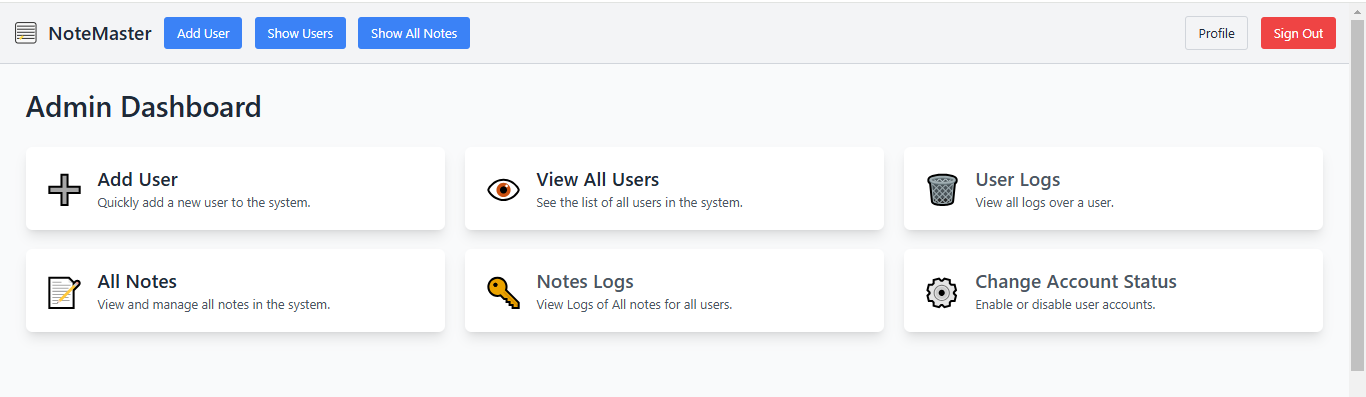 NoteMaster Add User Show Users Show All Notes Profile Sign Out
Admin Dashboard
Add User
Quickly add a new user to the system.
View All Users
See the list of all users in the system.
User Logs
View all logs over a user.
All Notes
View and manage all notes in the system.
Notes Logs
View Logs of All notes for all users.
Change Account Status
Enable or disable user accounts.